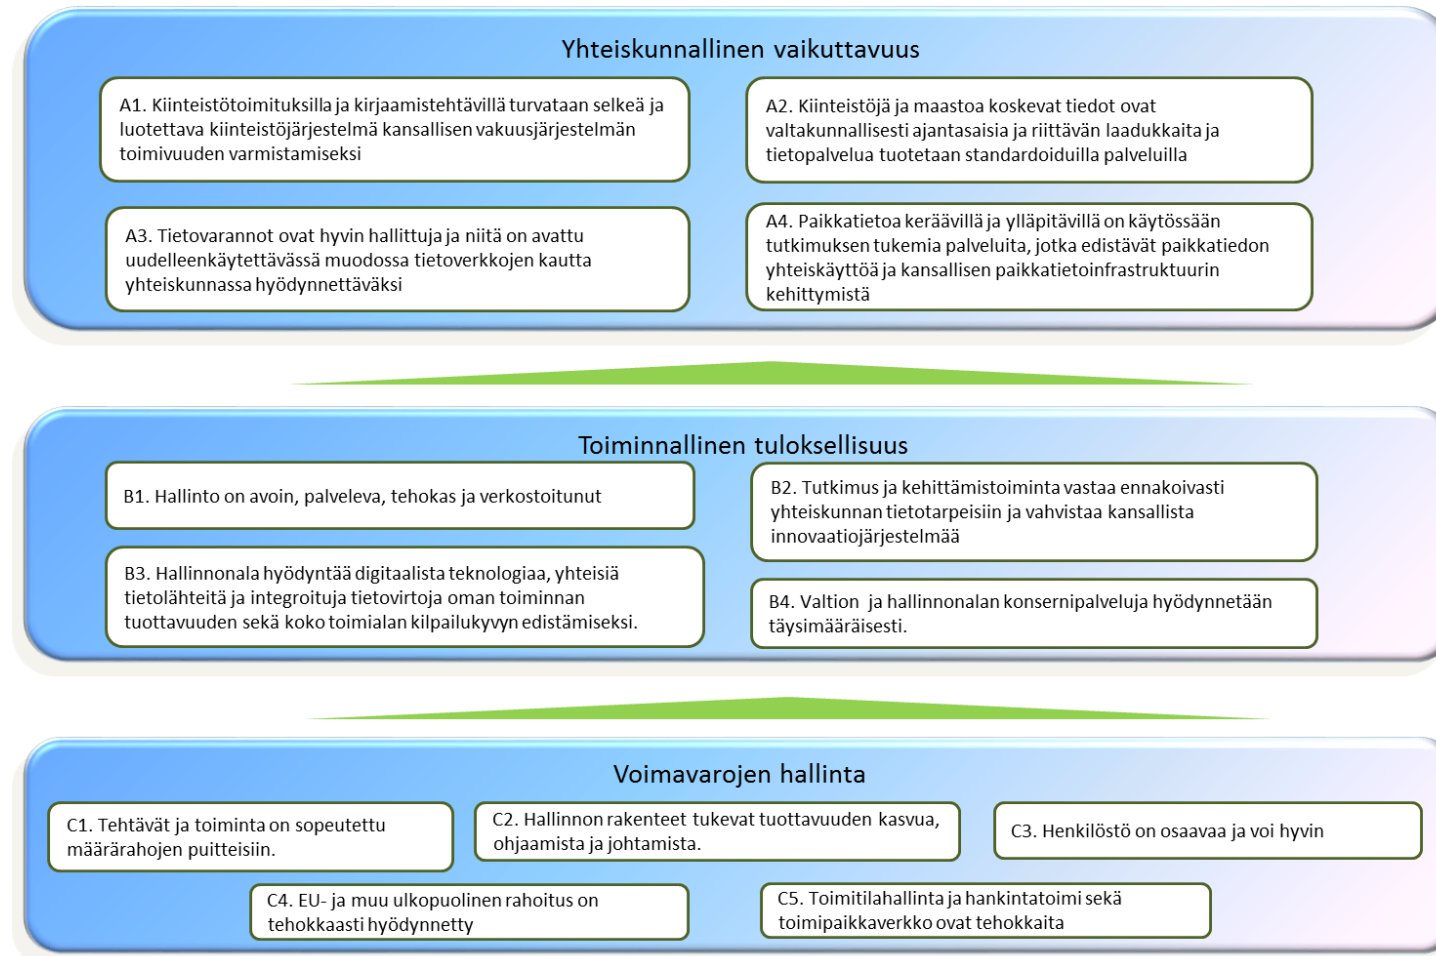 Yhteiskunnallinen vaikuttavuus
A1. Kiinteistötoimituksilla ja kirjaamistehtävillä turvataan selkeä ja
luotettava kiinteistöjärjestelmä kansallisen vakuusjärjestelmän
toimivuuden varmistamiseksi
A2. Kiinteistöjä ja maastoa koskevat tiedot ovat
valtakunnallisesti ajantasaisia ja riittävän laadukkaita ja
tietopalvelua tuotetaan standardoiduilla palveluilla
A3. Tietovarannot ovat hyvin hallittuja ja niitä on avattu
uudelleenkäytettävässä muodossa tietoverkkojen kautta
yhteiskunnassa hyödynnettäväksi
A4. Paikkatietoa keräävillä ja ylläpitävillä on käytössään
tutkimuksen tukemia palveluita, jotka edistävät paikkatiedon
yhteiskäyttöä ja kansallisen paikkatietoinfrastruktuurin
kehittymistä
Toiminnallinen tuloksellisuus
B1. Hallinto on avoin, palveleva, tehokas ja verkostoitunut
B2. Tutkimus ja kehittämistoiminta vastaa ennakoivasti
yhteiskunnan tietotarpeisiin ja vahvistaa kansallista
innovaatiojärjestelmää
B3. Hallinnonala hyödyntää digitaalista teknologiaa, yhteisiä
tietolähteitä ja integroituja tietovirtoja oman toiminnan
tuottavuuden sekä koko toimialan kilpailukyvyn edistämiseksi.
B4. Valtion ja hallinnonalan konsernipalveluja hyödynnetään
täysimääräisesti.
Voimavarojen hallinta
C1. Tehtävät ja toiminta on sopeutettu
määrärahojen puitteisiin.
C2. Hallinnon rakenteet tukevat tuottavuuden kasvua,
ohjaamista ja johtamista.
C3. Henkilöstö on osaavaa ja voi hyvin
C4. EU- ja muu ulkopuolinen rahoitus on
tehokkaasti hyödynnetty
C5. Toimitilahallinta ja hankintatoimi sekä
toimipaikkaverkko ovat tehokkaita